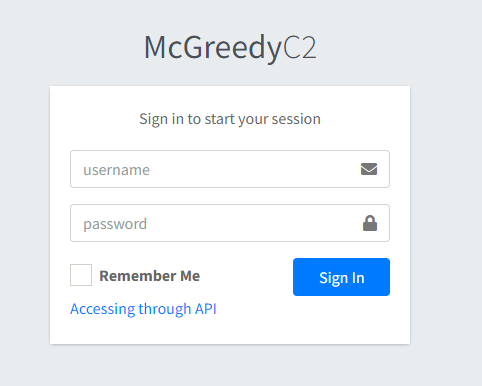 McGreedyC2
Sign in to start your session
username
password
Remember Me
Sign In
Accessing through API